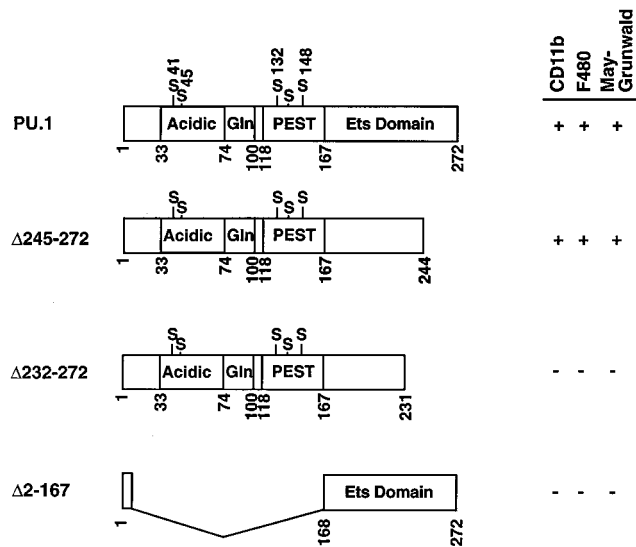 CD11b F480 May-Grunwald
S 41 S 45 S 132 S S 148
PU.1 Acidic Gln PEST Ets Domain + + +
1 33 74 100 118 167 272
S S S S S
Δ245-272 Acidic Gln PEST + + +
1 33 74 100 118 167 244
S S S S S
Δ232-272 Acidic Gln PEST - - -
1 33 74 100 118 167 231
Δ2-167 Ets Domain - - -
1 168 272